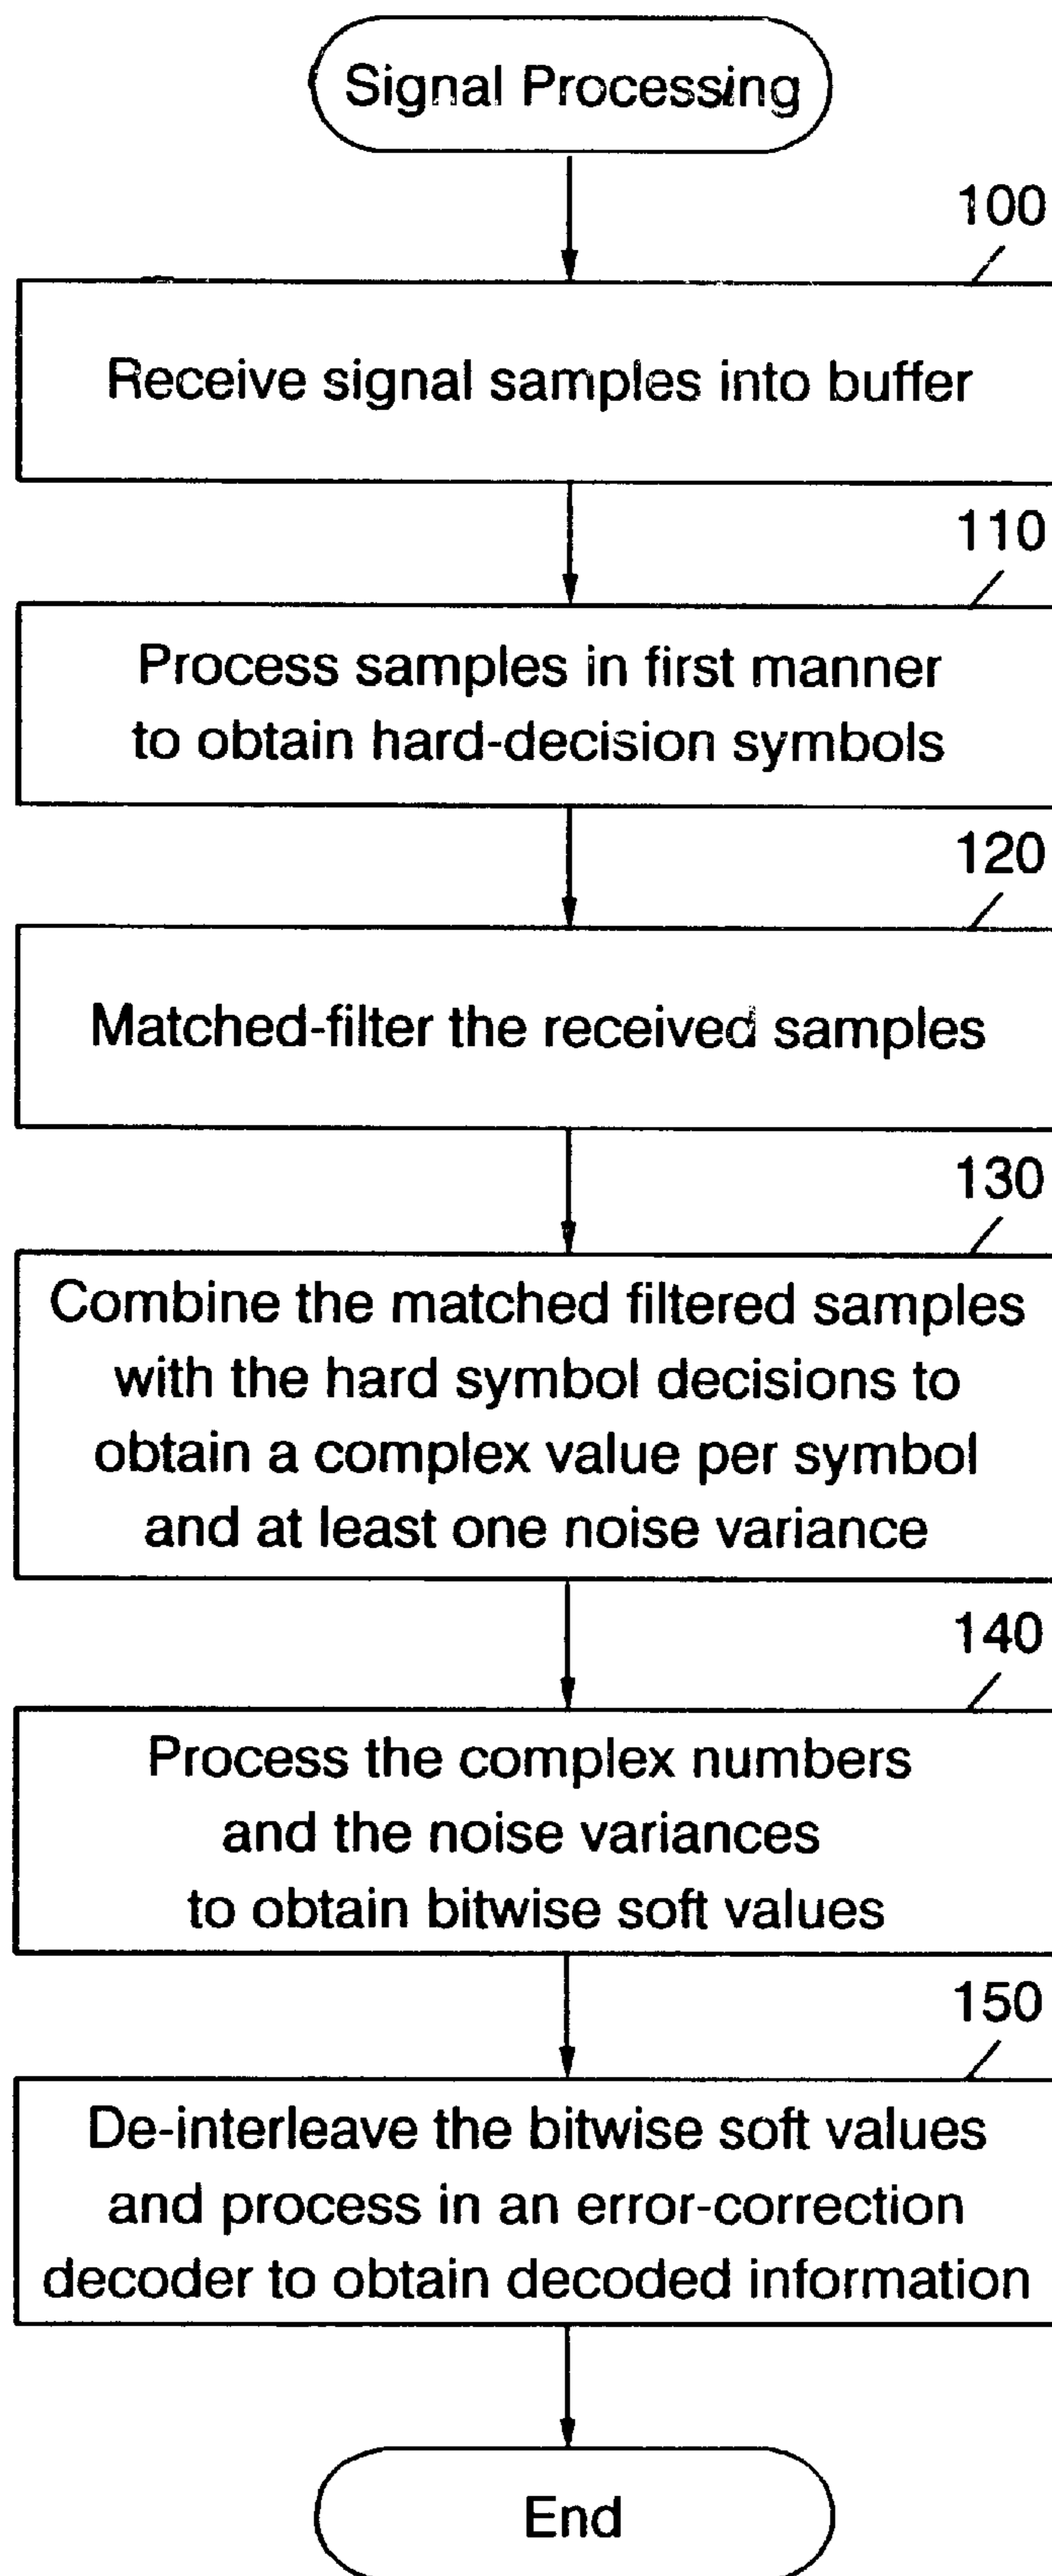 Signal Processing
100
Receive signal samples into buffer
110
Process samples in first manner
to obtain hard-decision symbols
120
Matched-filter the received samples
130
Combine the matched filtered samples
with the hard symbol decisions to
obtain a complex value per symbol
and at least one noise variance
140
Process the complex numbers
and the noise variances
to obtain bitwise soft values
150
De-interleave the bitwise soft values
and process in an error-correction
decoder to obtain decoded information
End